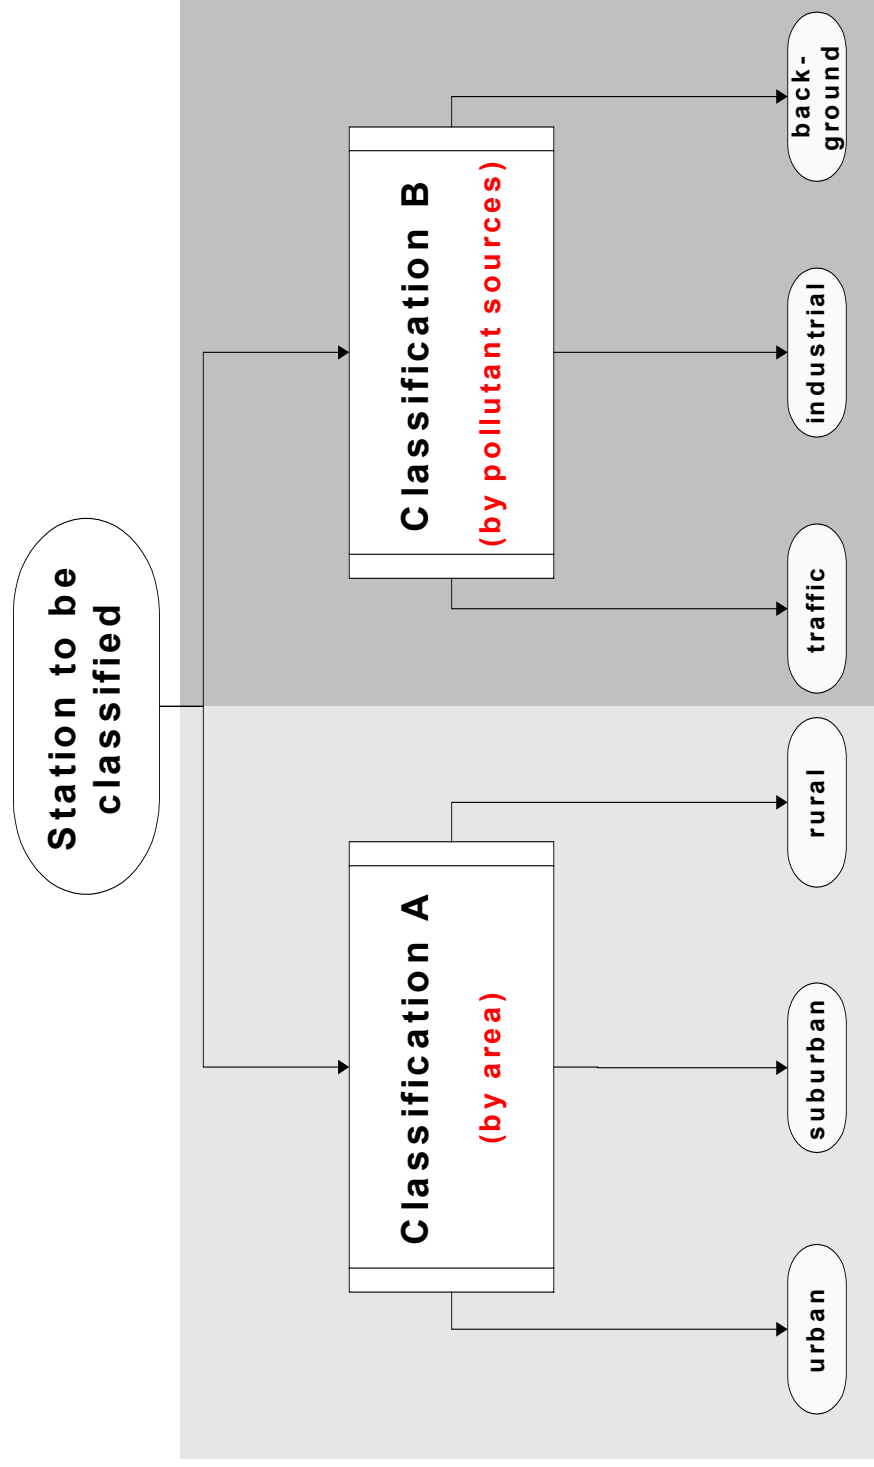 Station to be
classified
Classification A
(by area)
Classification B
(by pollutant sources)
urban
suburban
rural
traffic
industrial
back-
ground